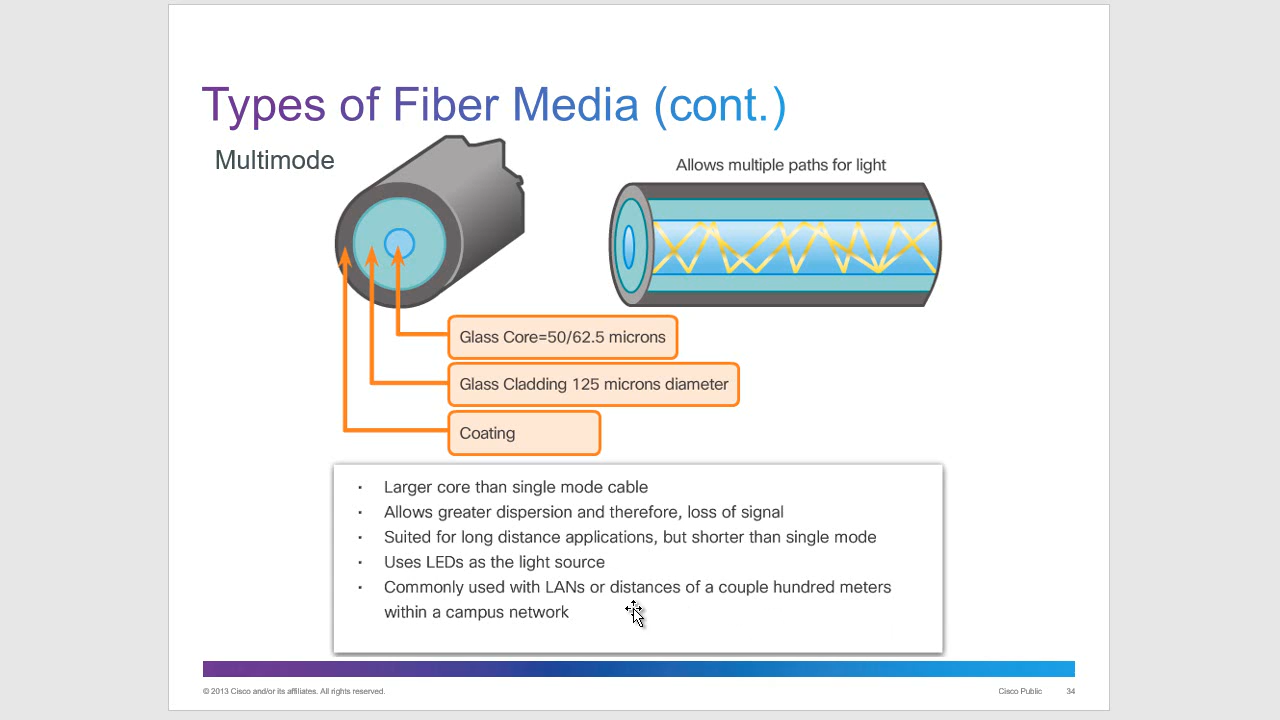 Types of Fiber Media (cont.)
Multimode
Allows multiple paths for light
Glass Core=50/62.5 microns
Glass Cladding 125 microns diameter
Coating
· Larger core than single mode cable
· Allows greater dispersion and therefore, loss of signal
· Suited for long distance applications, but shorter than single mode
· Uses LEDs as the light source
· Commonly used with LANs or distances of a couple hundred meters
within a campus network
© 2013 Cisco and/or its affiliates. All rights reserved.
Cisco Public 34